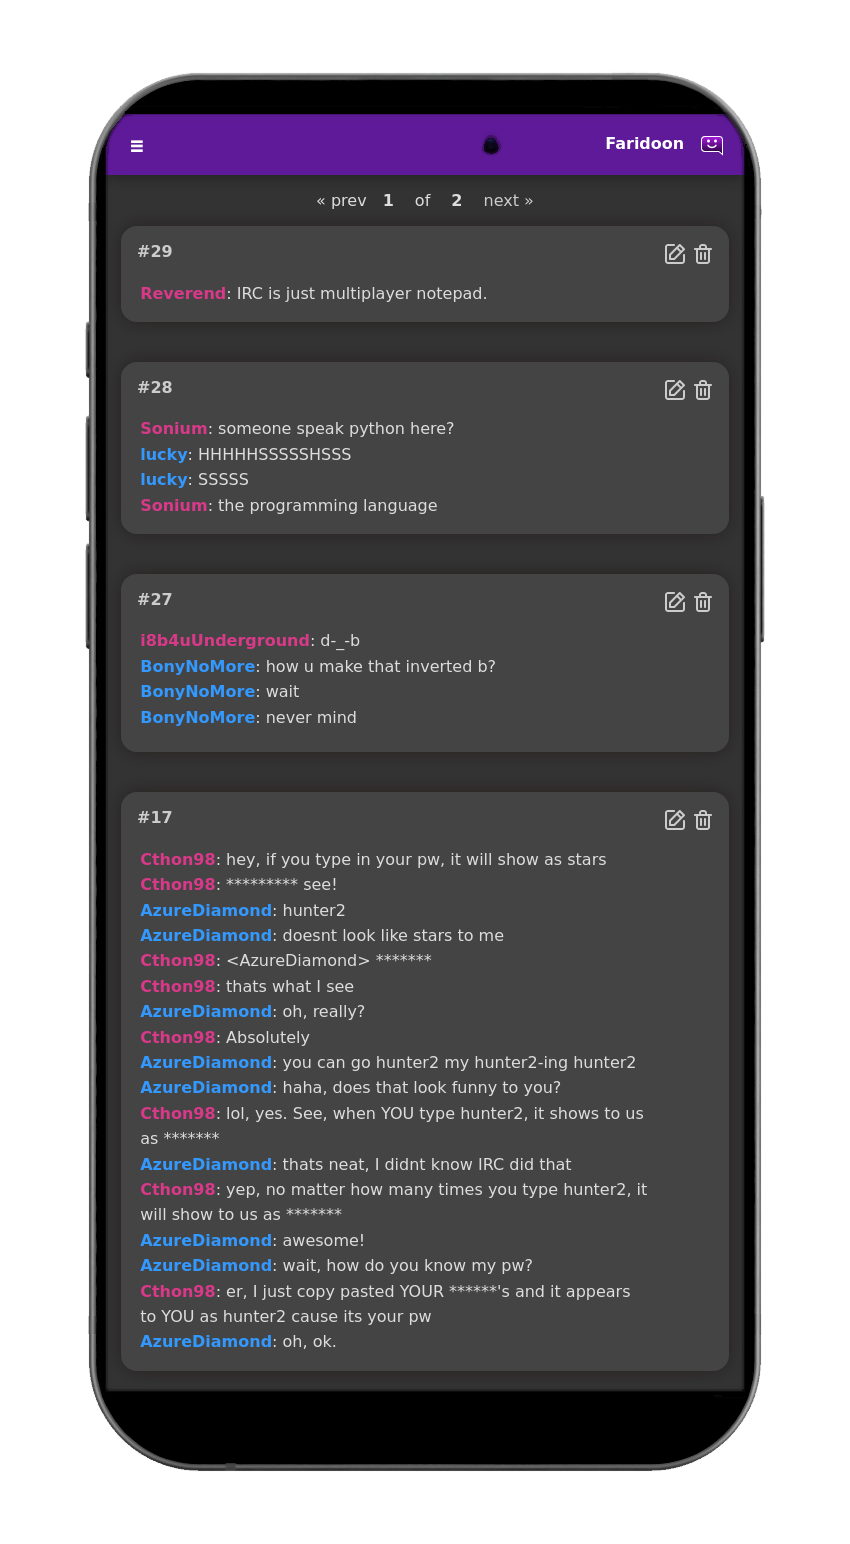 Faridoon
« prev 1 of 2 next »
#29
Reverend: IRC is just multiplayer notepad.
#28
Sonium: someone speak python here?
lucky: HHHHHSSSSSHSSS
lucky: SSSSS
Sonium: the programming language
#27
i8b4uUnderground: d-_-b
BonyNoMore: how u make that inverted b?
BonyNoMore: wait
BonyNoMore: never mind
#17
Cthon98: hey, if you type in your pw, it will show as stars
Cthon98: ********* see!
AzureDiamond: hunter2
AzureDiamond: doesnt look like stars to me
Cthon98: <AzureDiamond> *******
Cthon98: thats what I see
AzureDiamond: oh, really?
Cthon98: Absolutely
AzureDiamond: you can go hunter2 my hunter2-ing hunter2
AzureDiamond: haha, does that look funny to you?
Cthon98: lol, yes. See, when YOU type hunter2, it shows to us
as *******
AzureDiamond: thats neat, I didnt know IRC did that
Cthon98: yep, no matter how many times you type hunter2, it
will show to us as *******
AzureDiamond: awesome!
AzureDiamond: wait, how do you know my pw?
Cthon98: er, I just copy pasted YOUR ******'s and it appears
to YOU as hunter2 cause its your pw
AzureDiamond: oh, ok.